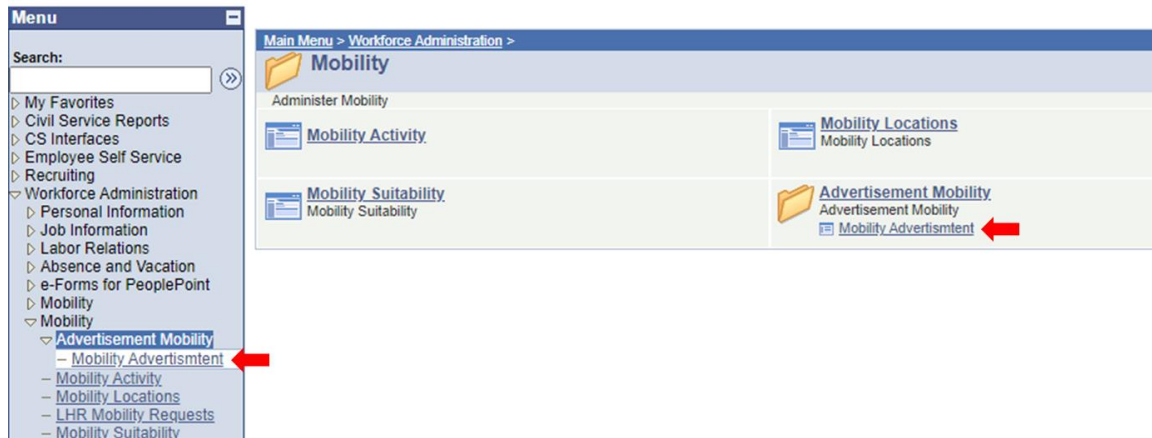 Menu
Search:
My Favorites
Civil Service Reports
CS Interfaces
Employee Self Service
Recruiting
Workforce Administration
Personal Information
Job Information
Labor Relations
Absence and Vacation
e-Forms for PeoplePoint
Mobility
Mobility
Advertisement Mobility
– Mobility Advertismtent
– Mobility Activity
– Mobility Locations
– LHR Mobility Requests
– Mobility Suitability
Main Menu > Workforce Administration >
Mobility
Administer Mobility
Mobility Activity
Mobility Locations
Mobility Locations
Mobility Suitability
Mobility Suitability
Advertisement Mobility
Advertisement Mobility
Mobility Advertismtent